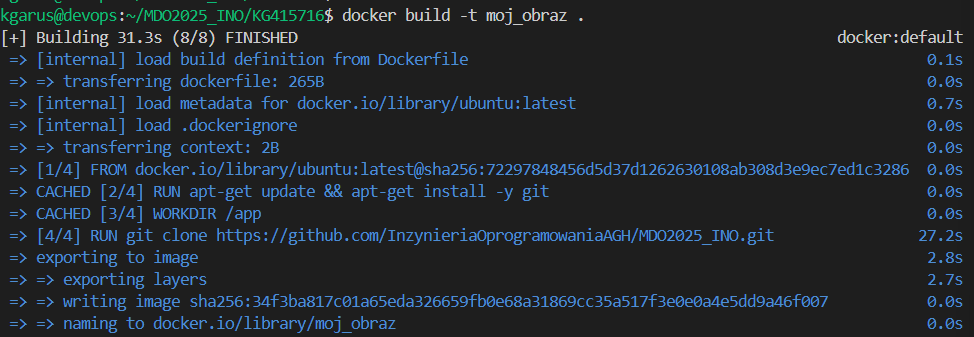 kgarus@devops:~/MDO2025_INO/KG415716$ docker build -t moj_obraz .
[+] Building 31.3s (8/8) FINISHED docker:default
=> [internal] load build definition from Dockerfile 0.1s
=> => transferring dockerfile: 265B 0.0s
=> [internal] load metadata for docker.io/library/ubuntu:latest 0.7s
=> [internal] load .dockerignore 0.0s
=> => transferring context: 2B 0.0s
=> [1/4] FROM docker.io/library/ubuntu:latest@sha256:72297848456d5d37d1262630108ab308d3e9ec7ed1c3286 0.0s
=> CACHED [2/4] RUN apt-get update && apt-get install -y git 0.0s
=> CACHED [3/4] WORKDIR /app 0.0s
=> [4/4] RUN git clone https://github.com/InzynieriaOprogramowaniaAGH/MDO2025_INO.git 27.2s
=> exporting to image 2.8s
=> => exporting layers 2.7s
=> => writing image sha256:34f3ba817c01a65eda326659fb0e68a31869cc35a517f3e0e0a4e5dd9a46f007 0.0s
=> => naming to docker.io/library/moj_obraz 0.0s